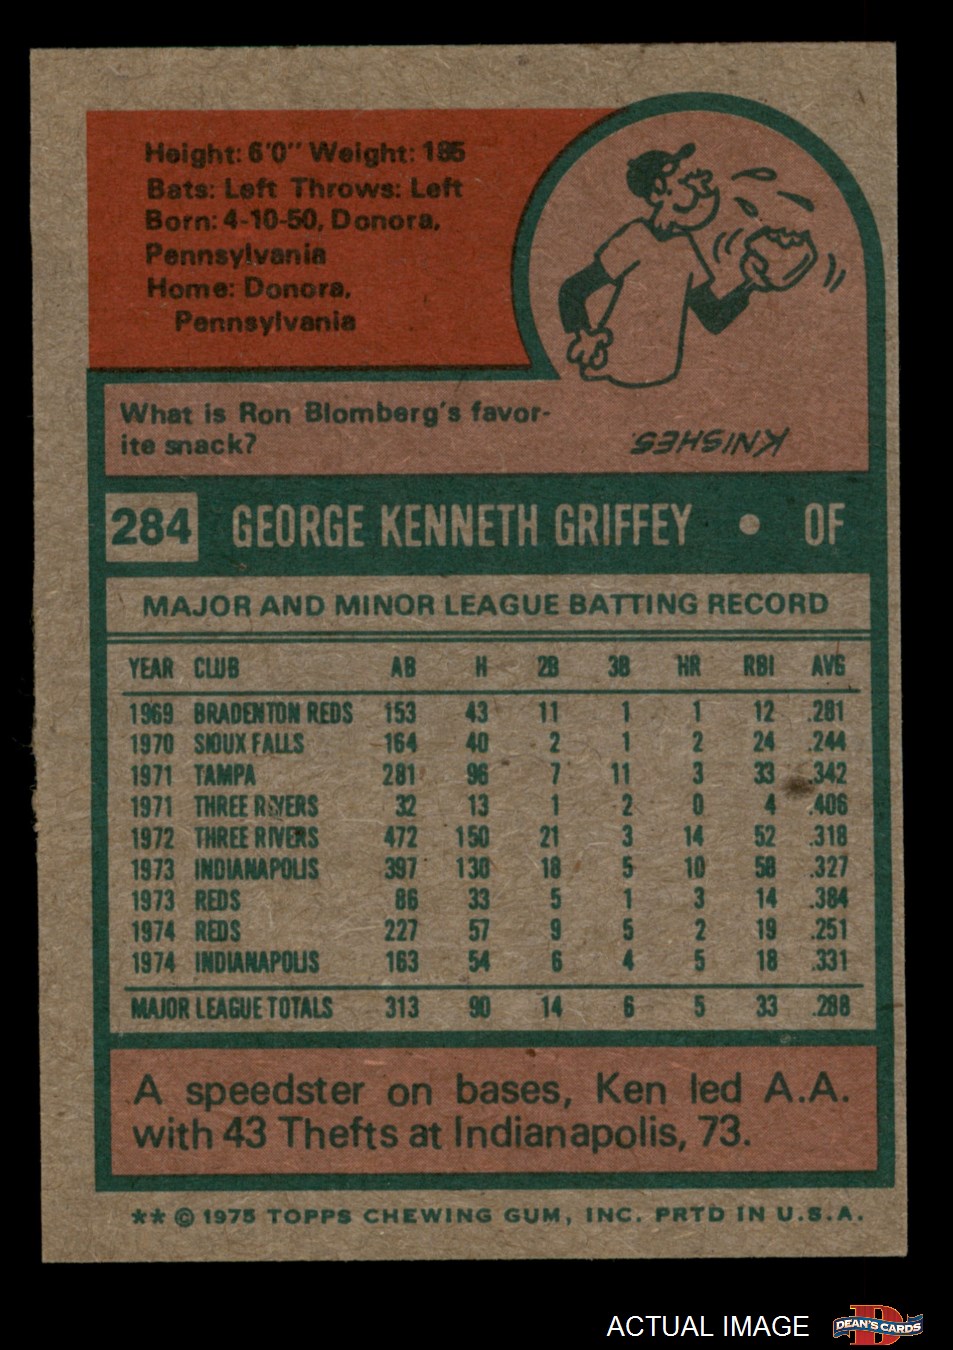 Height: 6'0" Weight: 185
Bats: Left Throws: Left
Born: 4-10-50, Donora,
Pennsylvania
Home: Donora,
Pennsylvania
What is Ron Blomberg's favor-
ite snack?
KNISHES.
284 GEORGE KENNETH GRIFFEY • OF
MAJOR AND MINOR LEAGUE BATTING RECORD
YEAR CLUB AB H 2B 3B HR RBI AVG
1969 BRADENTON REDS 153 43 11 1 1 12 .281
1970 SIOUX FALLS 164 40 2 1 2 24 .244
1971 TAMPA 281 96 7 11 3 33 .342
1971 THREE RIVERS 32 13 1 2 0 4 .406
1972 THREE RIVERS 472 150 21 3 14 52 .318
1973 INDIANAPOLIS 397 130 18 5 10 58 .327
1973 REDS 86 33 5 1 3 14 .384
1974 REDS 227 57 9 5 2 19 .251
1974 INDIANAPOLIS 163 54 6 4 5 18 .331
MAJOR LEAGUE TOTALS 313 90 14 6 5 33 .288
A speedster on bases, Ken led A.A.
with 43 Thefts at Indianapolis, 73.
** © 1975 TOPPS CHEWING GUM, INC. PRTD IN U.S.A.
ACTUAL IMAGE
D
DEAN'S CARDS